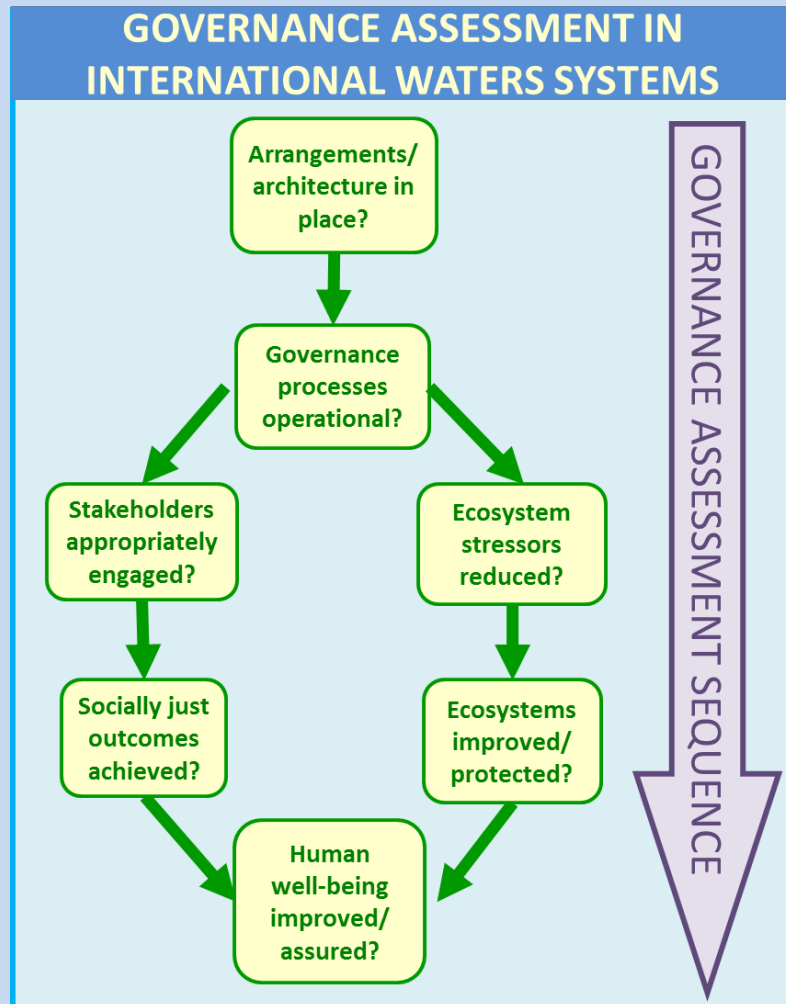 GOVERNANCE ASSESSMENT IN
INTERNATIONAL WATERS SYSTEMS
Arrangements/
architecture in
place?
Governance
processes
operational?
Stakeholders
appropriately
engaged?
Ecosystem
stressors
reduced?
Socially just
outcomes
achieved?
Ecosystems
improved/
protected?
Human
well-being
improved/
assured?
GOVERNANCE ASSESSMENT SEQUENCE